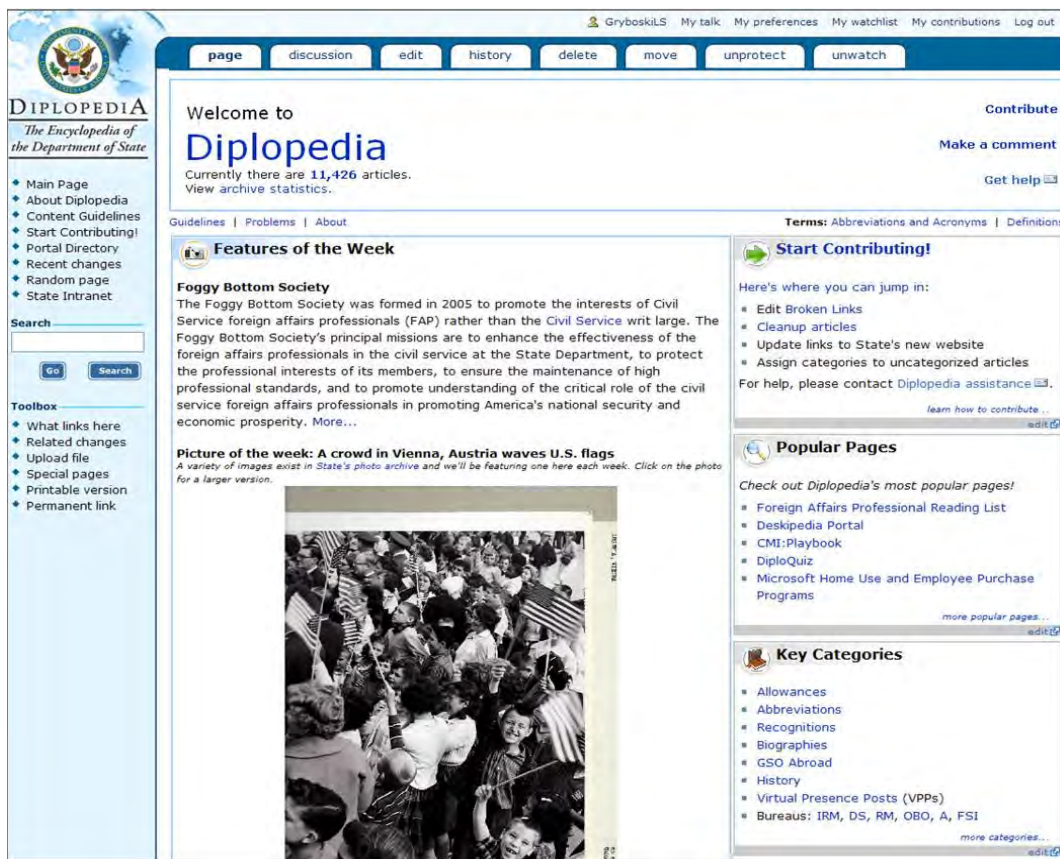 GryboskiLS My talk My preferences My watchlist My contributions Log out
page discussion edit history delete move unprotect unwatch
DIPLOPEDIA
The Encyclopedia of
the Department of State
Main Page
About Diplopedia
Content Guidelines
Start Contributing!
Portal Directory
Recent changes
Random page
State Intranet
Search
Go Search
Toolbox
What links here
Related changes
Upload file
Special pages
Printable version
Permanent link
Welcome to
Diplopedia
Currently there are 11,426 articles.
View archive statistics.
Contribute
Make a comment
Get help
Guidelines | Problems | About
Terms: Abbreviations and Acronyms | Definitions
Features of the Week
Foggy Bottom Society
The Foggy Bottom Society was formed in 2005 to promote the interests of Civil
Service foreign affairs professionals (FAP) rather than the Civil Service writ large. The
Foggy Bottom Society's principal missions are to enhance the effectiveness of the
foreign affairs professionals in the civil service at the State Department, to protect
the professional interests of its members, to ensure the maintenance of high
professional standards, and to promote understanding of the critical role of the civil
service foreign affairs professionals in promoting America's national security and
economic prosperity. More...
Picture of the week: A crowd in Vienna, Austria waves U.S. flags
A variety of images exist in State's photo archive and we'll be featuring one here each week. Click on the photo
for a larger version.
Start Contributing!
Here's where you can jump in:
Edit Broken Links
Cleanup articles
Update links to State's new website
Assign categories to uncategorized articles
For help, please contact Diplopedia assistance.
learn how to contribute...
edit
Popular Pages
Check out Diplopedia's most popular pages!
Foreign Affairs Professional Reading List
Deskipedia Portal
CMI:Playbook
DiploQuiz
Microsoft Home Use and Employee Purchase
Programs
more popular pages...
edit
Key Categories
Allowances
Abbreviations
Recognitions
Biographies
GSO Abroad
History
Virtual Presence Posts (VPPs)
Bureaus: IRM, DS, RM, OBO, A, FSI
more categories...
edit